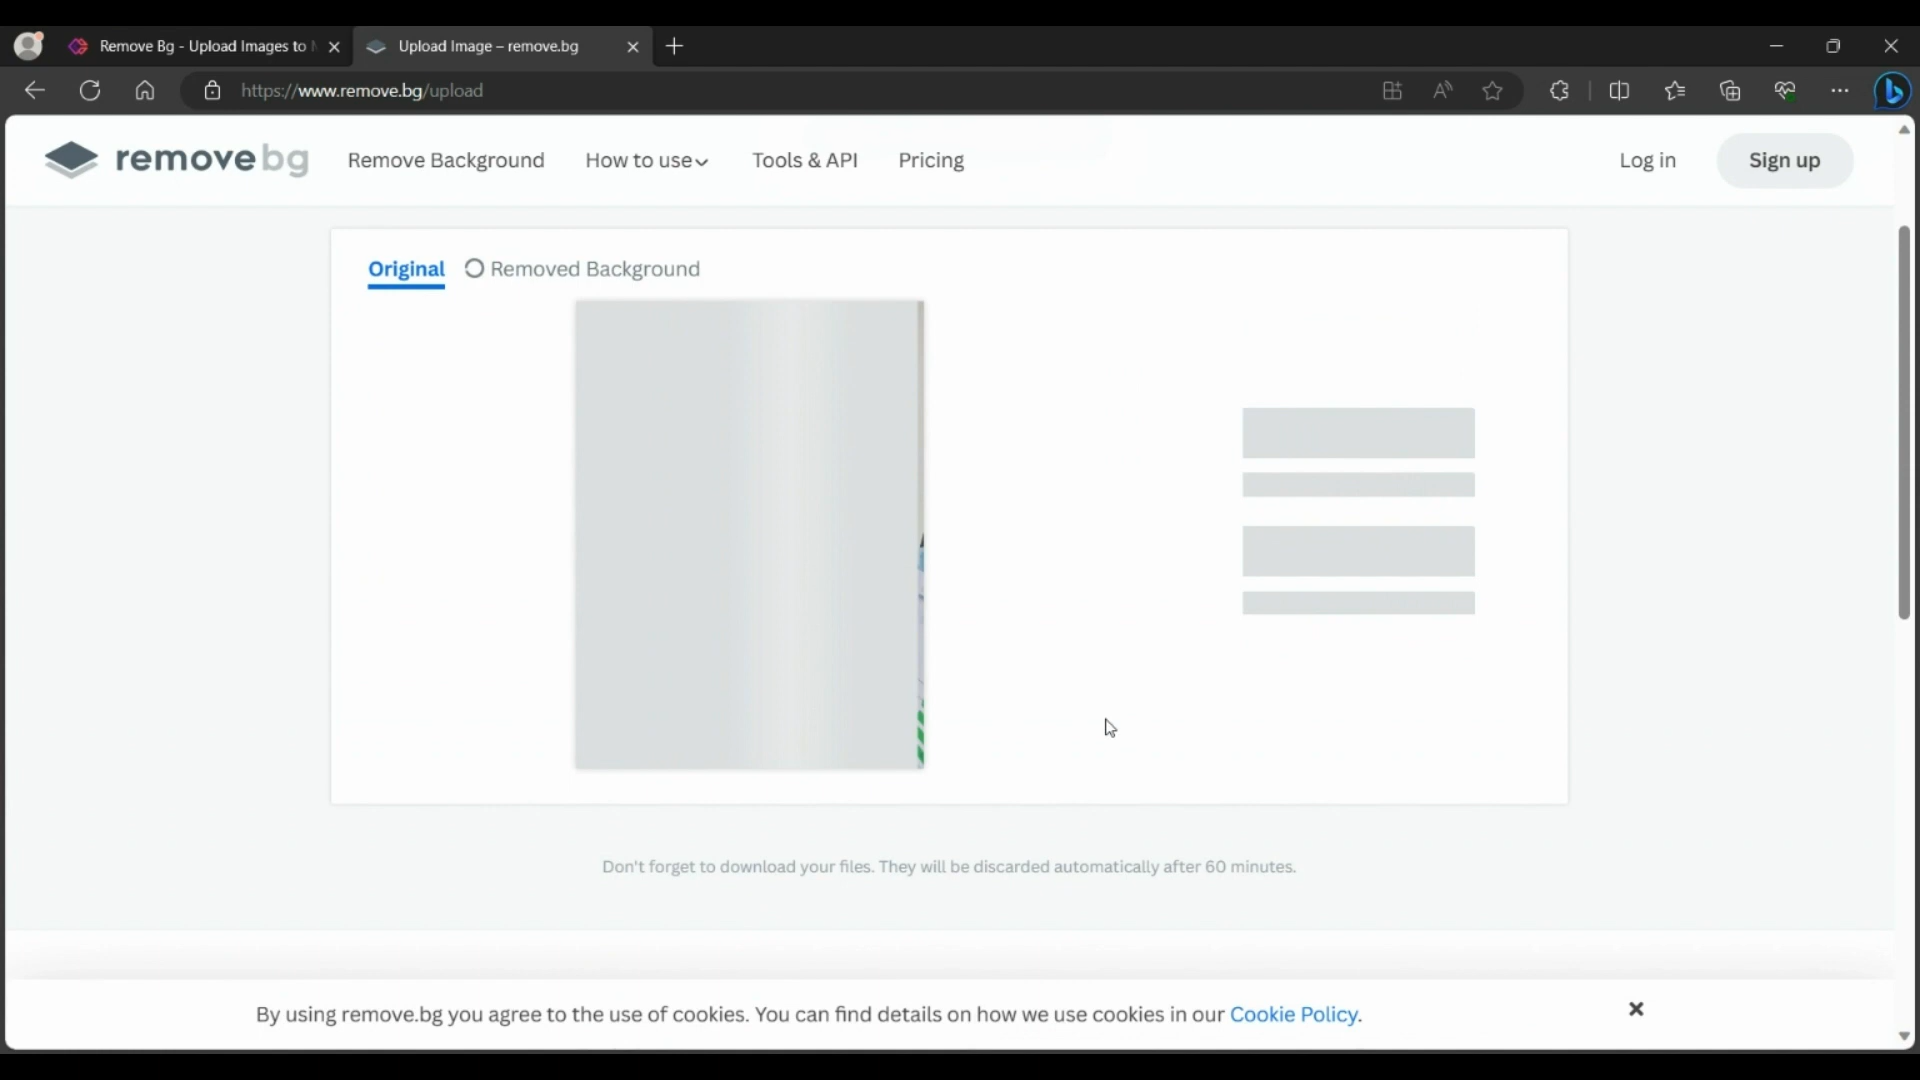 Remove Bg - Upload Images to
Upload Image – remove.bg
https://www.remove.bg/upload
removebg
Remove Background
How to use
Tools & API
Pricing
Log in
Sign up
Original
Removed Background
Don't forget to download your files. They will be discarded automatically after 60 minutes.
By using remove.bg you agree to the use of cookies. You can find details on how we use cookies in our Cookie Policy.